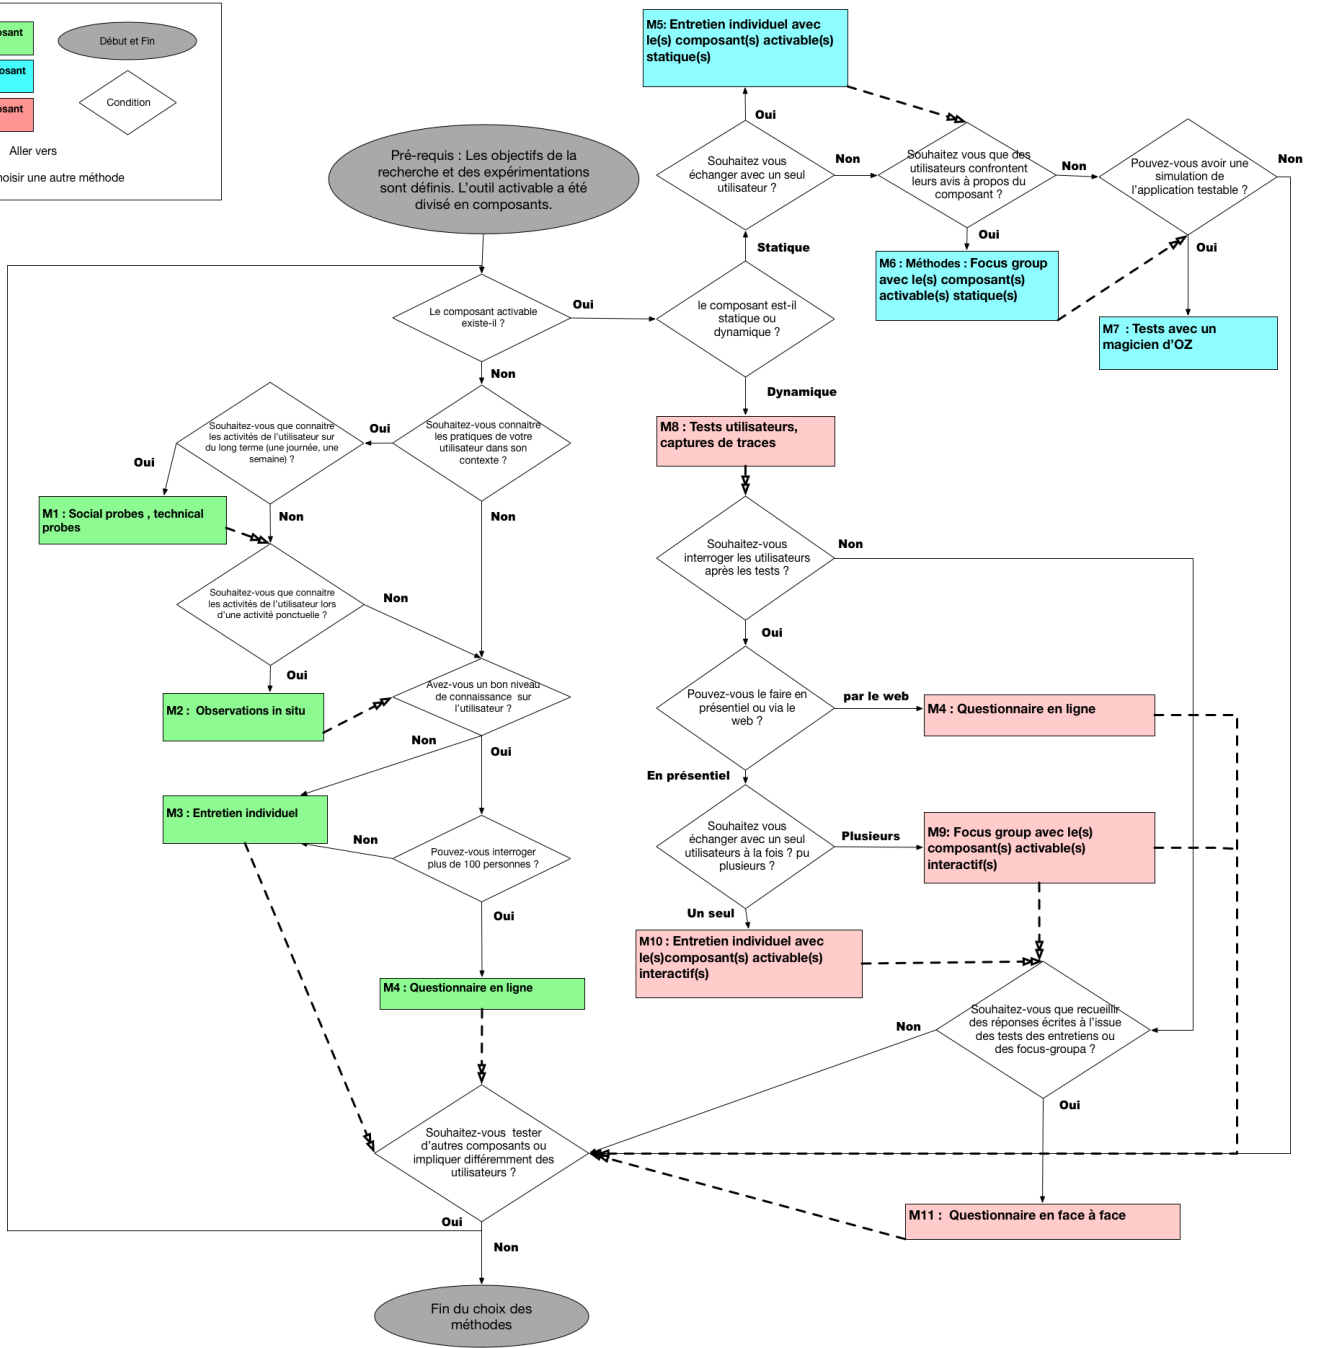 sant
osant
sant
Début et Fin
Condition
Aller vers
oisir une autre méthode
Pré-requis : Les objectifs de la
recherche et des expérimentations
sont définis. L'outil activable a été
divisé en composants.
Le composant activable
existe-il ?
Oui
Non
le composant est-il
statique ou
dynamique ?
Statique
Dynamique
Souhaitez vous
échanger avec un seul
utilisateur ?
Oui
Non
M5: Entretien individuel avec
le(s) composant(s) activable(s)
statique(s)
Souhaitez vous que des
utilisateurs confrontent
leurs avis à propos du
composant ?
Non
Oui
M6 : Méthodes : Focus group
avec le(s) composant(s)
activable(s) statique(s)
Pouvez-vous avoir une
simulation de
l'application testable ?
Non
Oui
M7 : Tests avec un
magicien d'OZ
Souhaitez-vous connaitre
les pratiques de votre
utilisateur dans son
contexte ?
Oui
Non
Souhaitez-vous que connaitre
les activités de l'utilisateur sur
du long terme (une journée, une
semaine) ?
Oui
Non
M1 : Social probes , technical
probes
Souhaitez-vous que connaitre
les activités de l'utilisateur lors
d'une activité ponctuelle ?
Non
Oui
M2 : Observations in situ
Avez-vous un bon niveau
de connaissance sur
l'utilisateur ?
Non
Oui
M3 : Entretien individuel
Non
Pouvez-vous interroger
plus de 100 personnes ?
Oui
M4 : Questionnaire en ligne
M8 : Tests utilisateurs,
captures de traces
Souhaitez-vous
interroger les utilisateurs
après les tests ?
Non
Oui
Pouvez-vous le faire en
présentiel ou via le
web ?
par le web
M4 : Questionnaire en ligne
En présentiel
Souhaitez vous
échanger avec un seul
utilisateurs à la fois ? pu
plusieurs ?
Plusieurs
M9: Focus group avec le(s)
composant(s) activable(s)
interactif(s)
Un seul
M10 : Entretien individuel avec
le(s)composant(s) activable(s)
interactif(s)
Souhaitez-vous que recueillir
des réponses écrites à l'issue
des tests des entretiens ou
des focus-groupa ?
Non
Oui
M11 : Questionnaire en face à face
Souhaitez-vous tester
d'autres composants ou
impliquer différemment des
utilisateurs ?
Oui
Non
Fin du choix des
méthodes